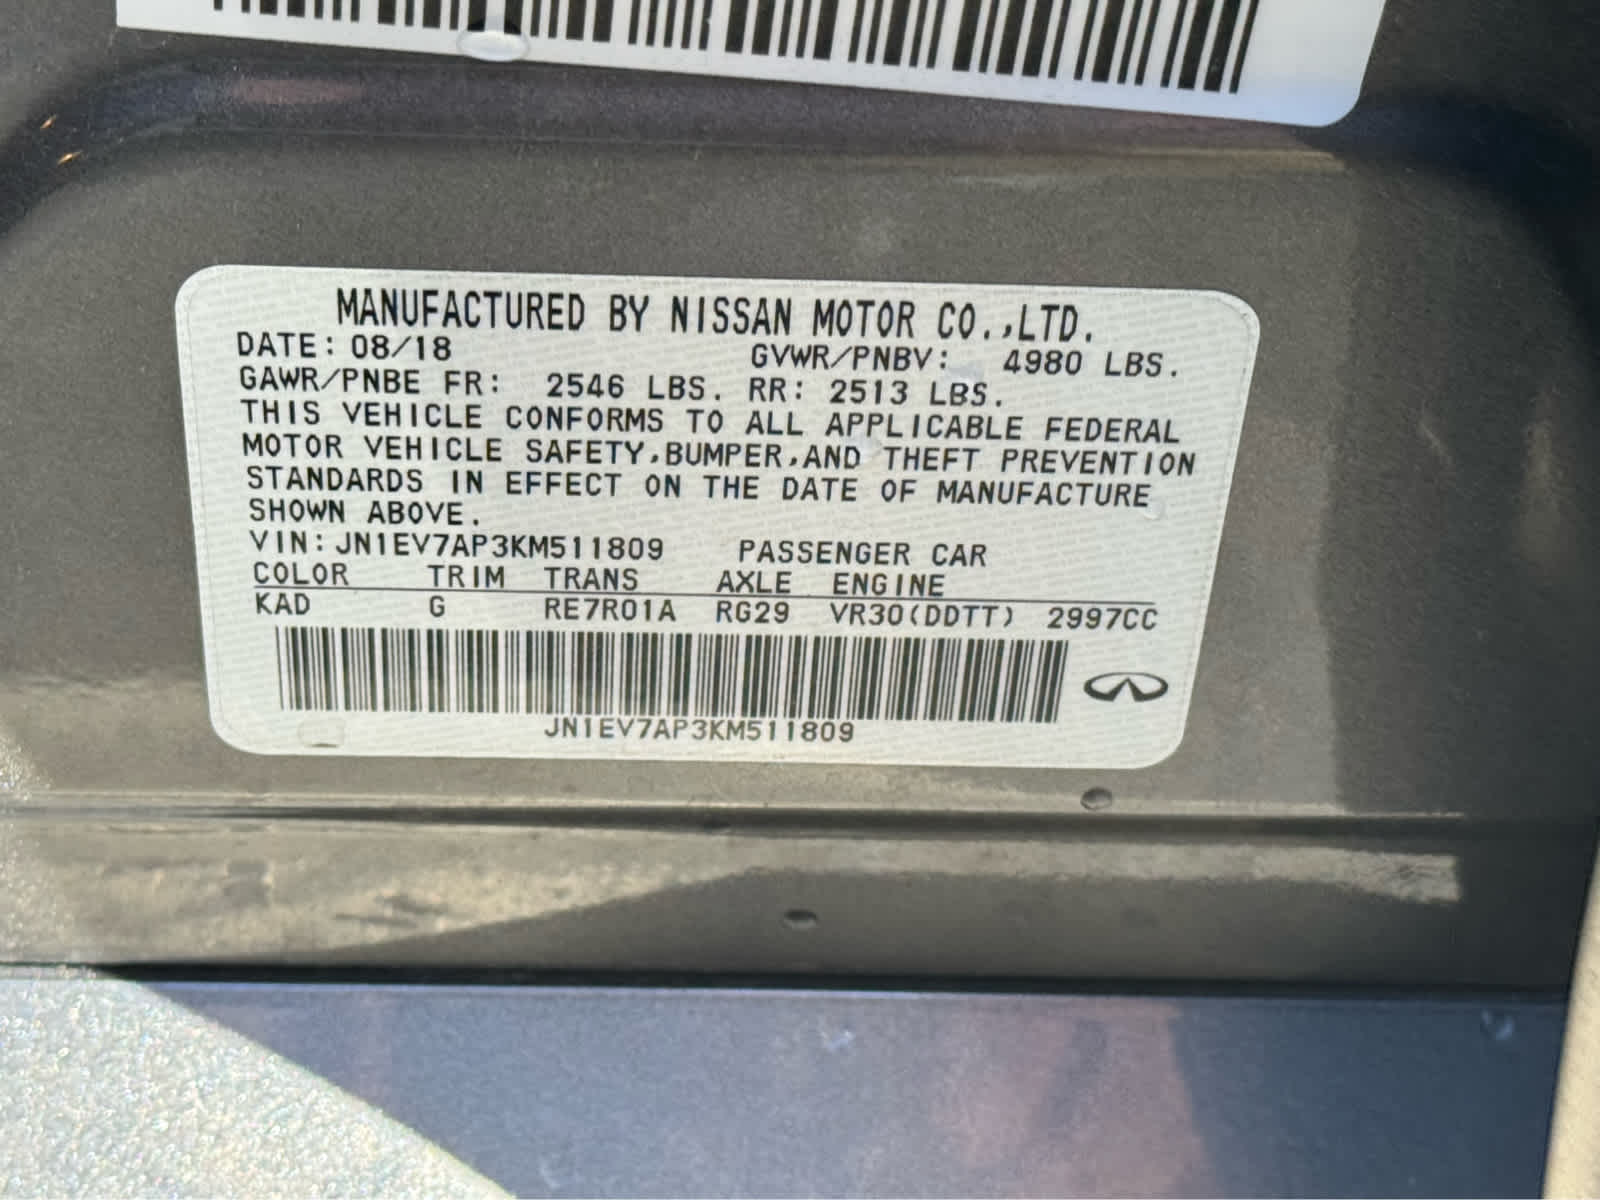 MANUFACTURED BY NISSAN MOTOR CO.,LTD.
DATE: 08/18 GVWR/PNBV: 4980 LBS.
GAWR/PNBE FR: 2546 LBS. RR: 2513 LBS.
THIS VEHICLE CONFORMS TO ALL APPLICABLE FEDERAL
MOTOR VEHICLE SAFETY,BUMPER,AND THEFT PREVENTION
STANDARDS IN EFFECT ON THE DATE OF MANUFACTURE
SHOWN ABOVE.
VIN:JN1EV7AP3KM511809 PASSENGER CAR
COLOR TRIM TRANS AXLE ENGINE
KAD G RE7R01A RG29 VR30(DDTT) 2997CC
JN1EV7AP3KM511809